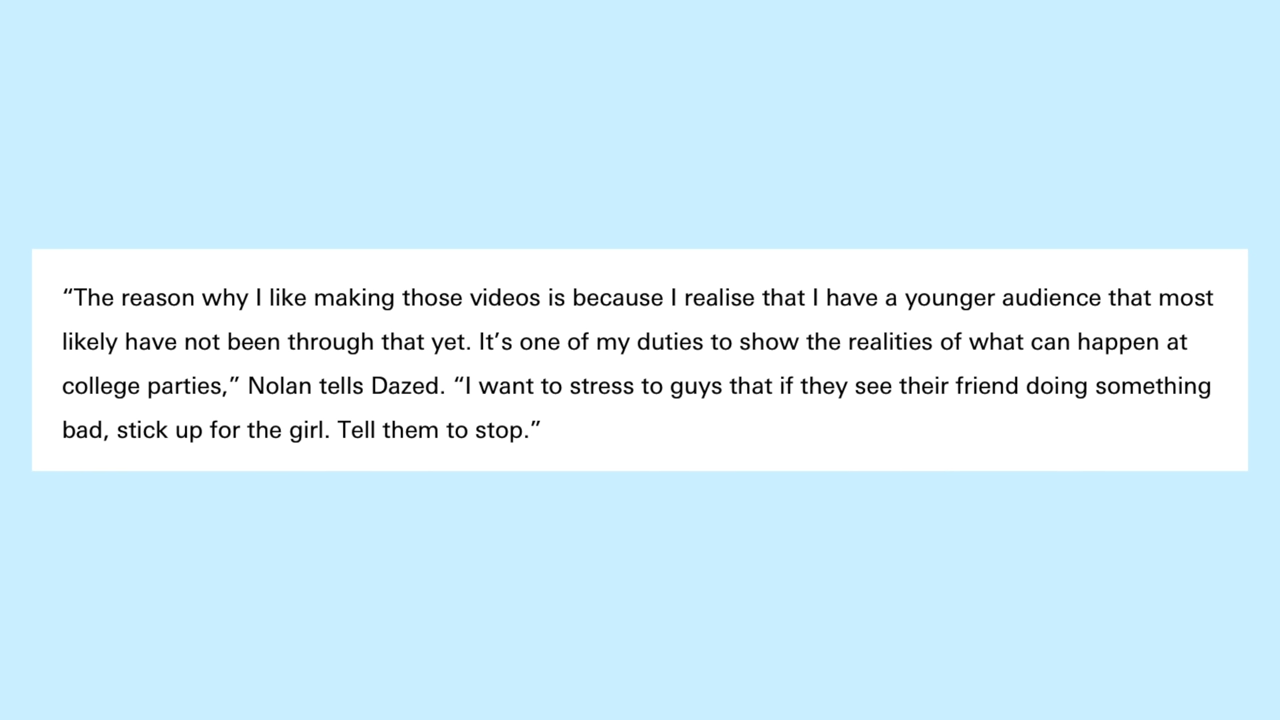 “The reason why I like making those videos is because I realise that I have a younger audience that most
likely have not been through that yet. It’s one of my duties to show the realities of what can happen at
college parties,” Nolan tells Dazed. “I want to stress to guys that if they see their friend doing something
bad, stick up for the girl. Tell them to stop.”